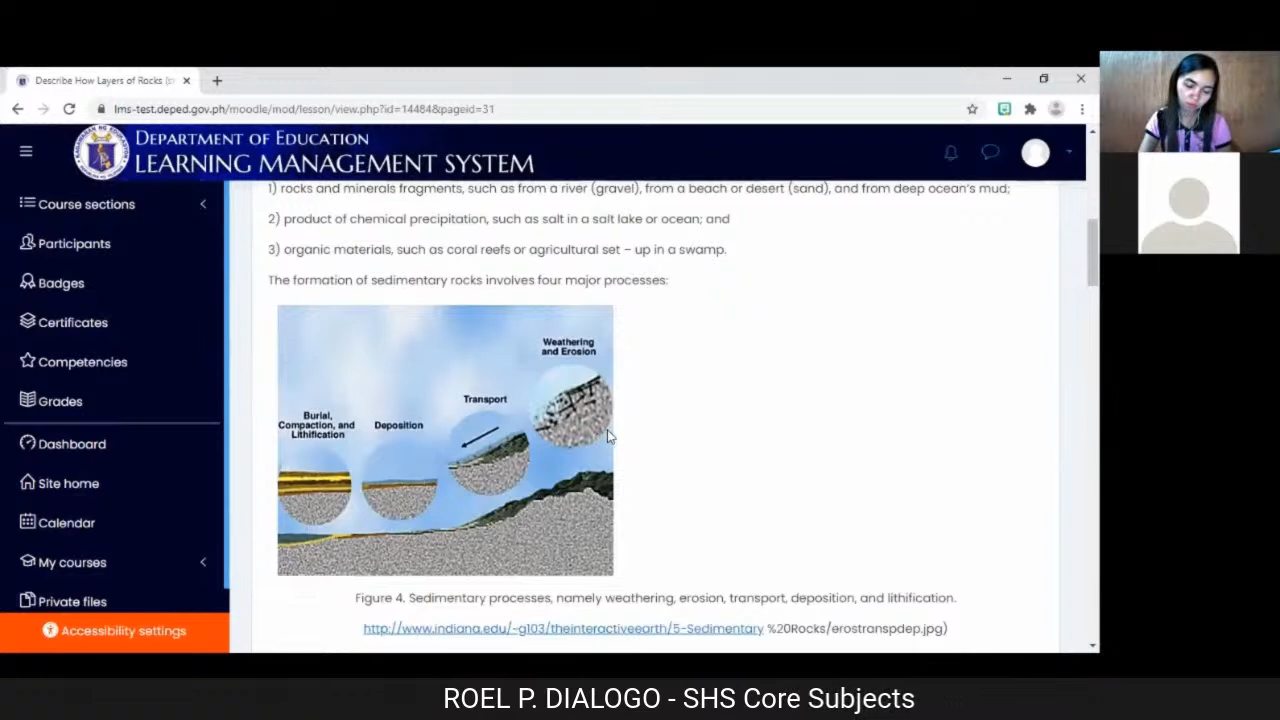 Describe How Layers of Rocks (s
lms-test.deped.gov.ph/moodle/mod/lesson/view.php?id=14484&pageid=31
DEPARTMENT OF EDUCATION
LEARNING MANAGEMENT SYSTEM
Course sections
Participants
Badges
Certificates
Competencies
Grades
Dashboard
Site home
Calendar
My courses
Private files
Accessibility settings
1) rocks and minerals fragments, such as from a river (gravel), from a beach or desert (sand), and from deep ocean's mud;
2) product of chemical precipitation, such as salt in a salt lake or ocean; and
3) organic materials, such as coral reefs or agricultural set – up in a swamp.
The formation of sedimentary rocks involves four major processes:
Weathering
and Erosion
Transport
Deposition
Burial,
Compaction, and
Lithification
Figure 4. Sedimentary processes, namely weathering, erosion, transport, deposition, and lithification.
http://www.indiana.edu/~g103/theinteractiveearth/5-Sedimentary %20Rocks/erostranspdep.jpg)
ROEL P. DIALOGO - SHS Core Subjects